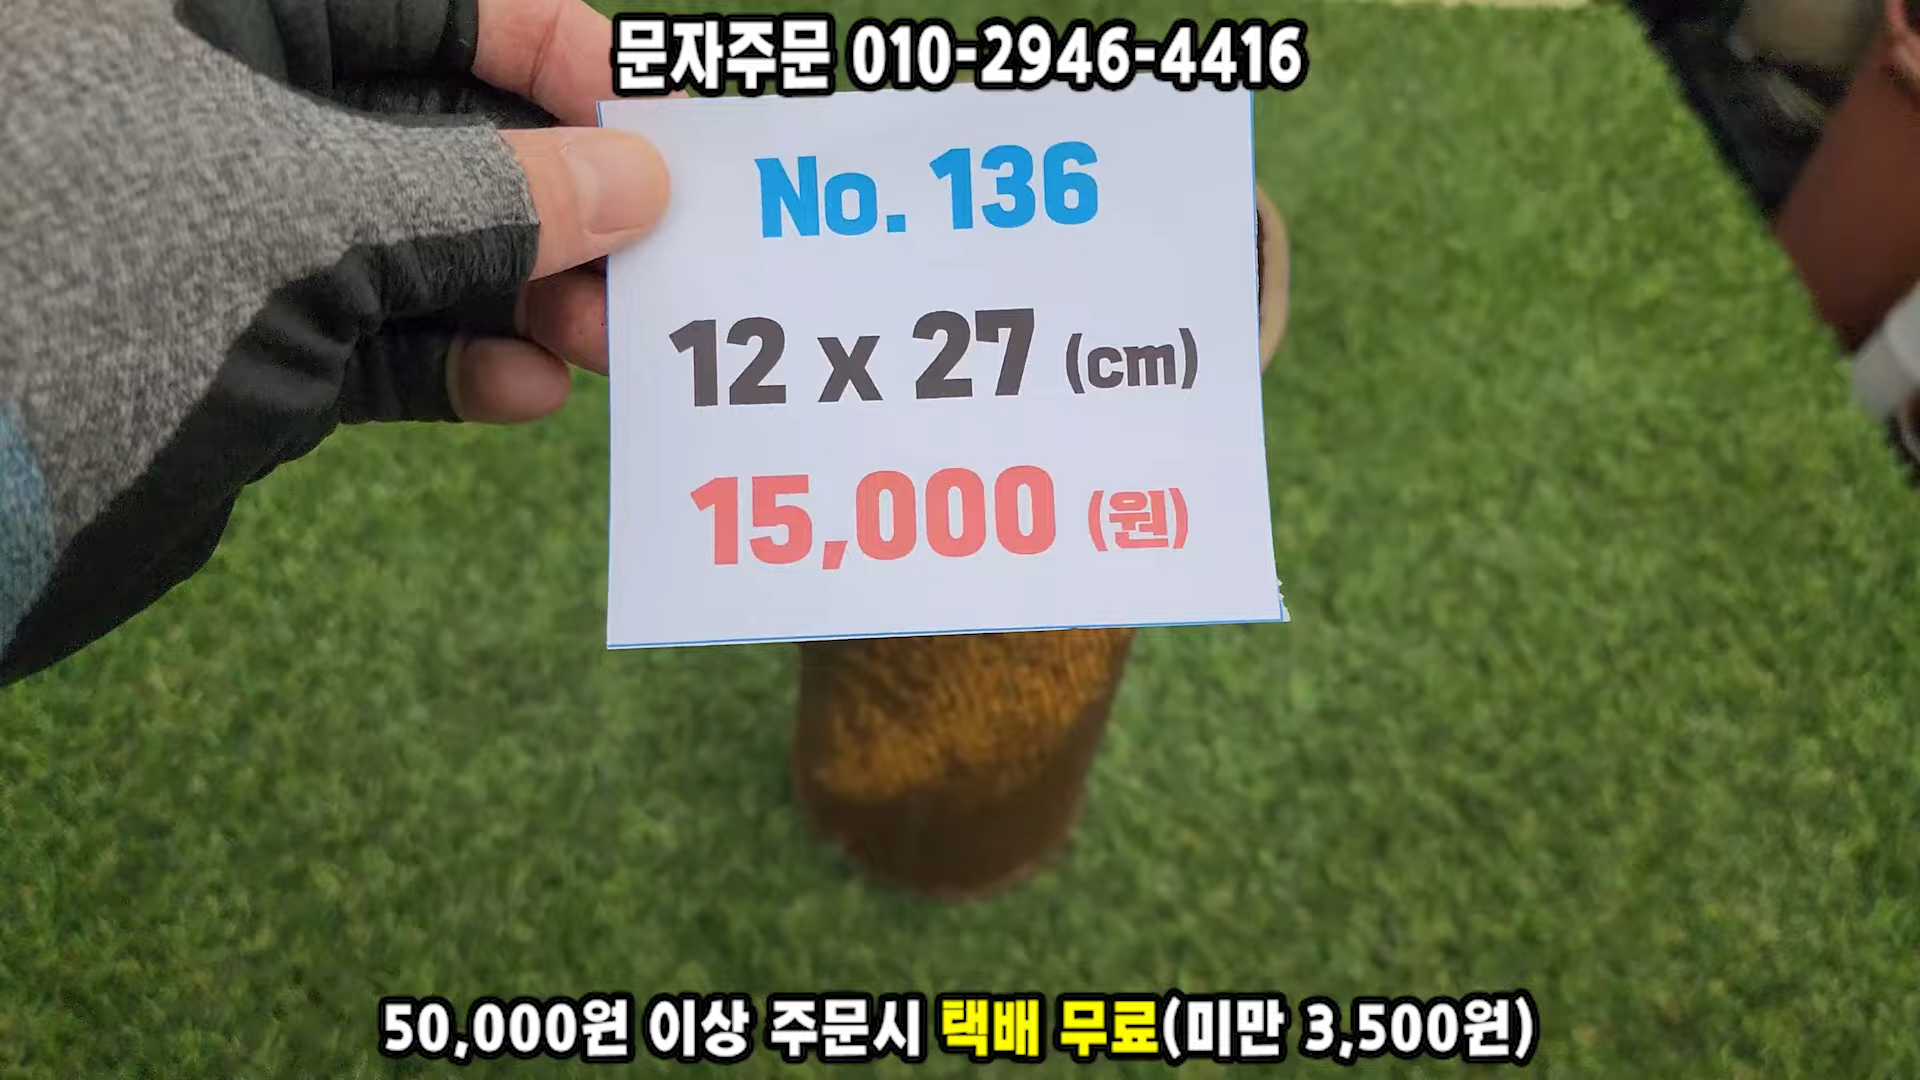 문자주문 010-2946-4416
No. 136
12 x 27 (cm)
15,000 (원)
50,000원 이상 주문시 택배 무료(미만 3,500원)